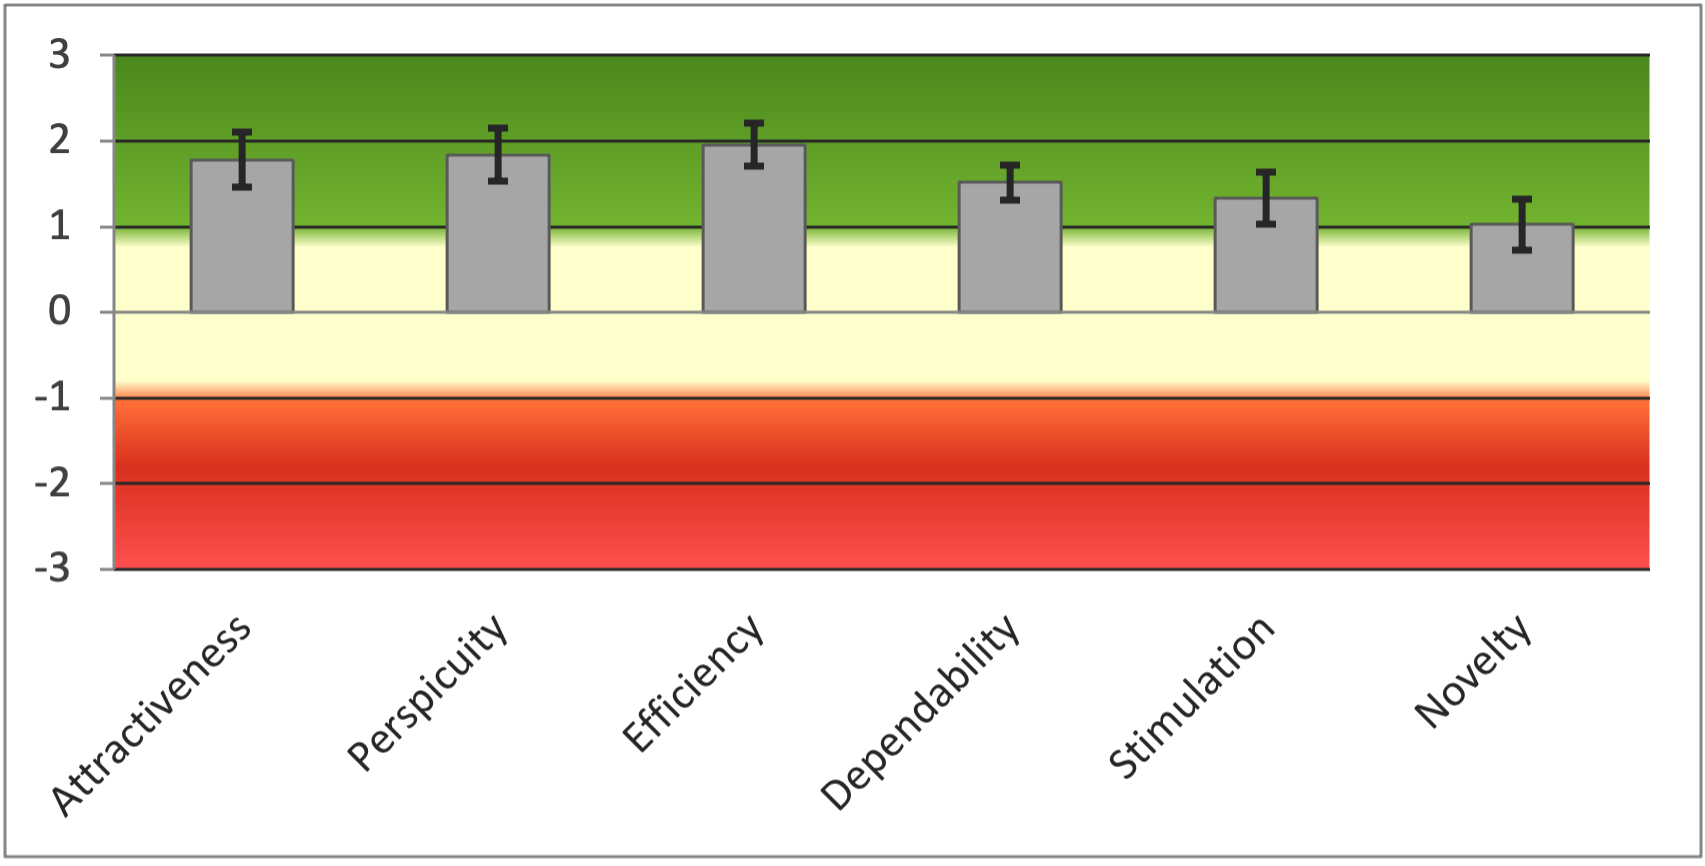 3
2
1
0
-1
-2
-3
Attractiveness
Perspicuity
Efficiency
Dependability
Stimulation
Novelty